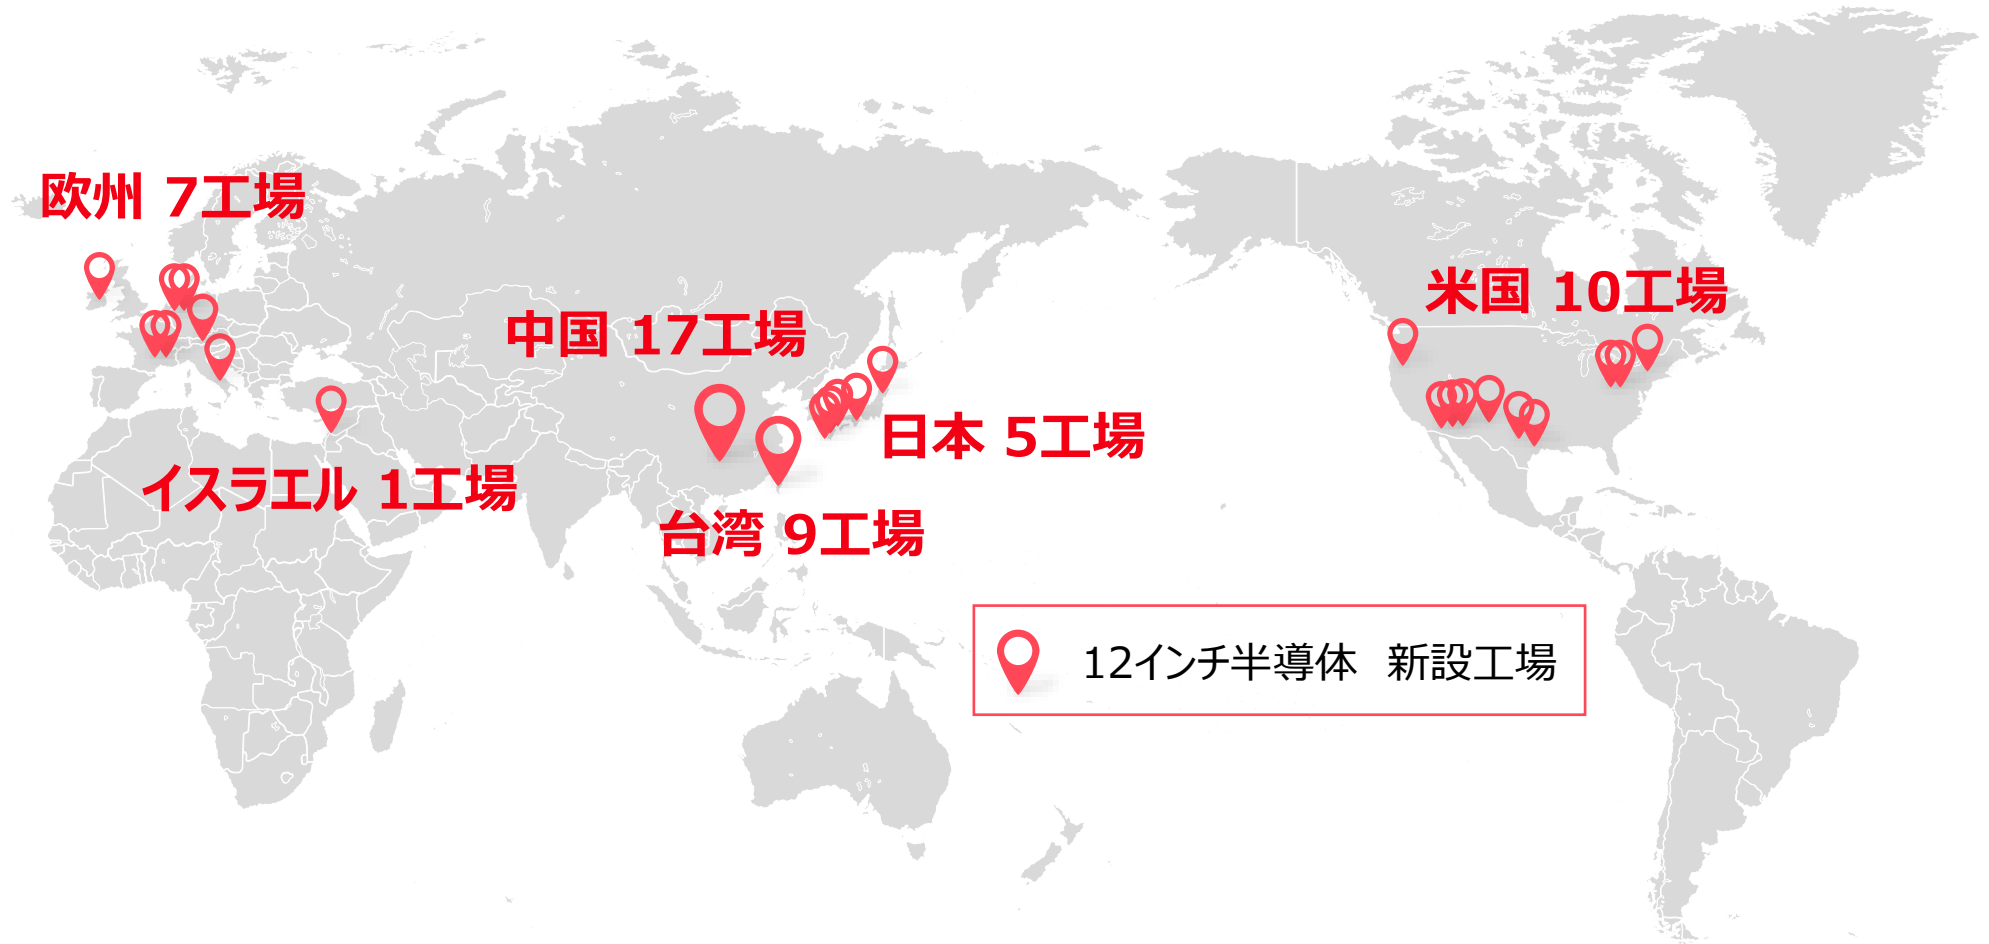 欧州 7工場
米国 10工場
中国 17工場
日本 5工場
イスラエル 1工場
台湾 9工場
12インチ半導体　新設工場